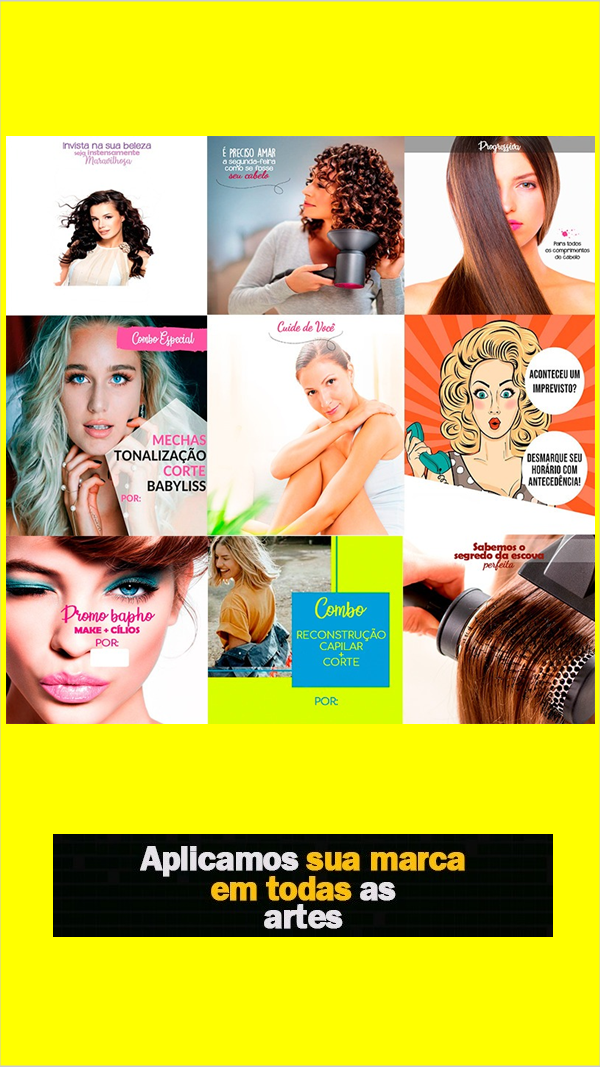 Invista na sua beleza
seja instensamente
Maravilhosa
É PRECISO AMAR
a segunda-feira
como se fosse
seu cabelo
Progressiva
Para todos
os comprimentos
de cabelo
Combo Especial
MECHAS
TONALIZAÇÃO
CORTE
BABYLISS
POR:
Cuide de Você
ACONTECEU UM
IMPREVISTO?
DESMARQUE SEU
HORÁRIO COM
ANTECEDÊNCIA!
Promo bapho
MAKE + CÍLIOS
POR:
Combo
RECONSTRUÇÃO
CAPILAR
+
CORTE
POR:
Sabemos o
segredo da escova
perfeita
Aplicamos sua marca
em todas as
artes